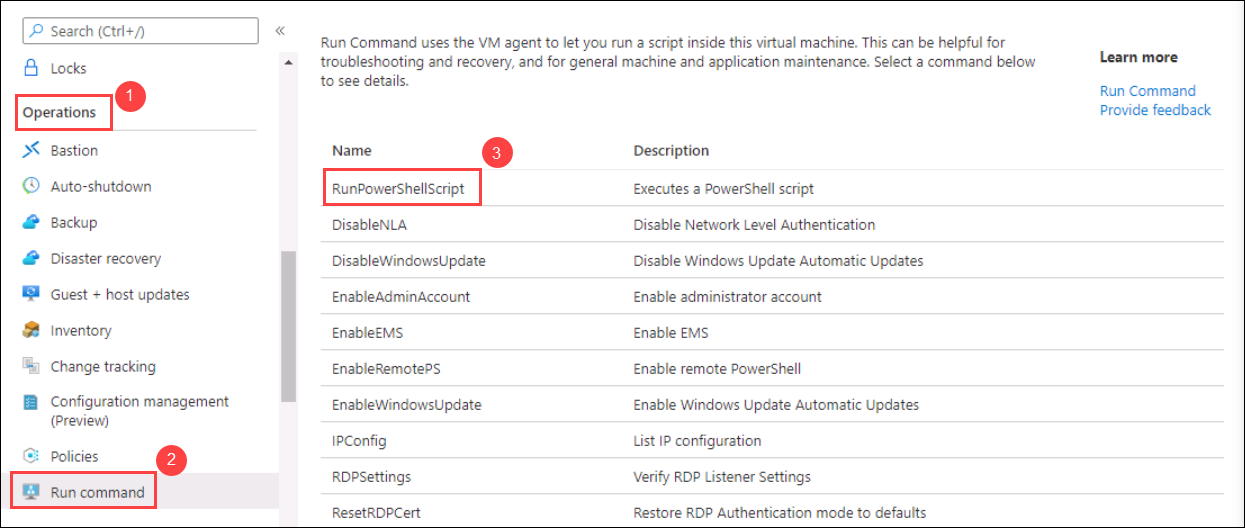 Search (Ctrl+/)
«
Locks
Operations
1
Bastion
Auto-shutdown
Backup
Disaster recovery
Guest + host updates
Inventory
Change tracking
Configuration management
(Preview)
Policies
2
Run command
Run Command uses the VM agent to let you run a script inside this virtual machine. This can be helpful for
troubleshooting and recovery, and for general machine and application maintenance. Select a command below
to see details.
Learn more
Run Command
Provide feedback
Name Description
3
RunPowerShellScript Executes a PowerShell script
DisableNLA Disable Network Level Authentication
DisableWindowsUpdate Disable Windows Update Automatic Updates
EnableAdminAccount Enable administrator account
EnableEMS Enable EMS
EnableRemotePS Enable remote PowerShell
EnableWindowsUpdate Enable Windows Update Automatic Updates
IPConfig List IP configuration
RDPSettings Verify RDP Listener Settings
ResetRDPCert Restore RDP Authentication mode to defaults